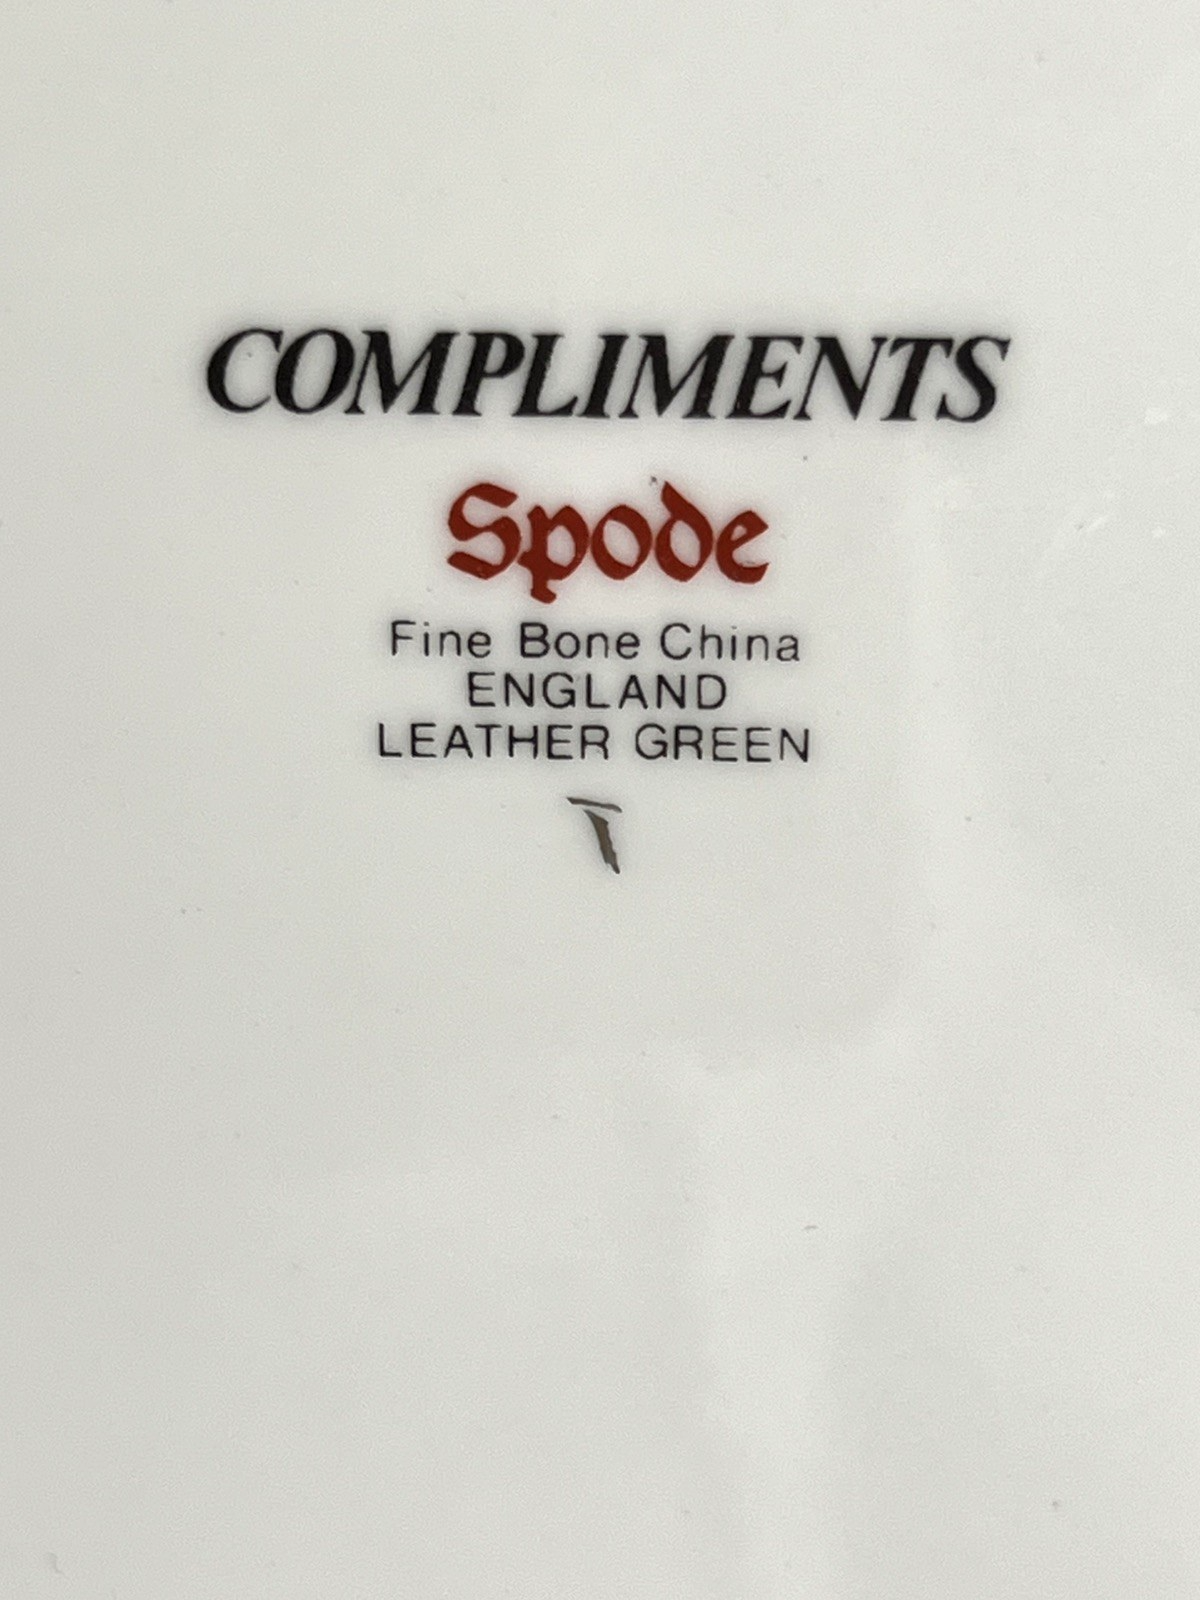 COMPLIMENTS
Spode
Fine Bone China
ENGLAND
LEATHER GREEN